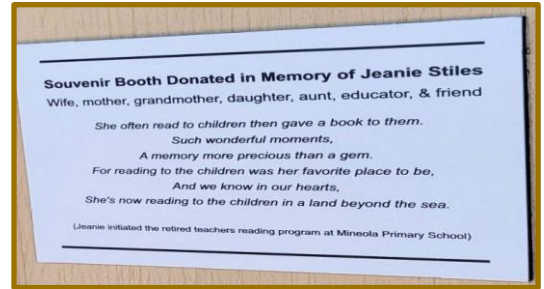 Souvenir Booth Donated in Memory of Jeanie Stiles
Wife, mother, grandmother, daughter, aunt, educator, & friend
She often read to children then gave a book to them.
Such wonderful moments,
A memory more precious than a gem.
For reading to the children was her favorite place to be,
And we know in our hearts,
She's now reading to the children in a land beyond the sea.
(Jeanie initiated the retired teachers reading program at Mineola Primary School)